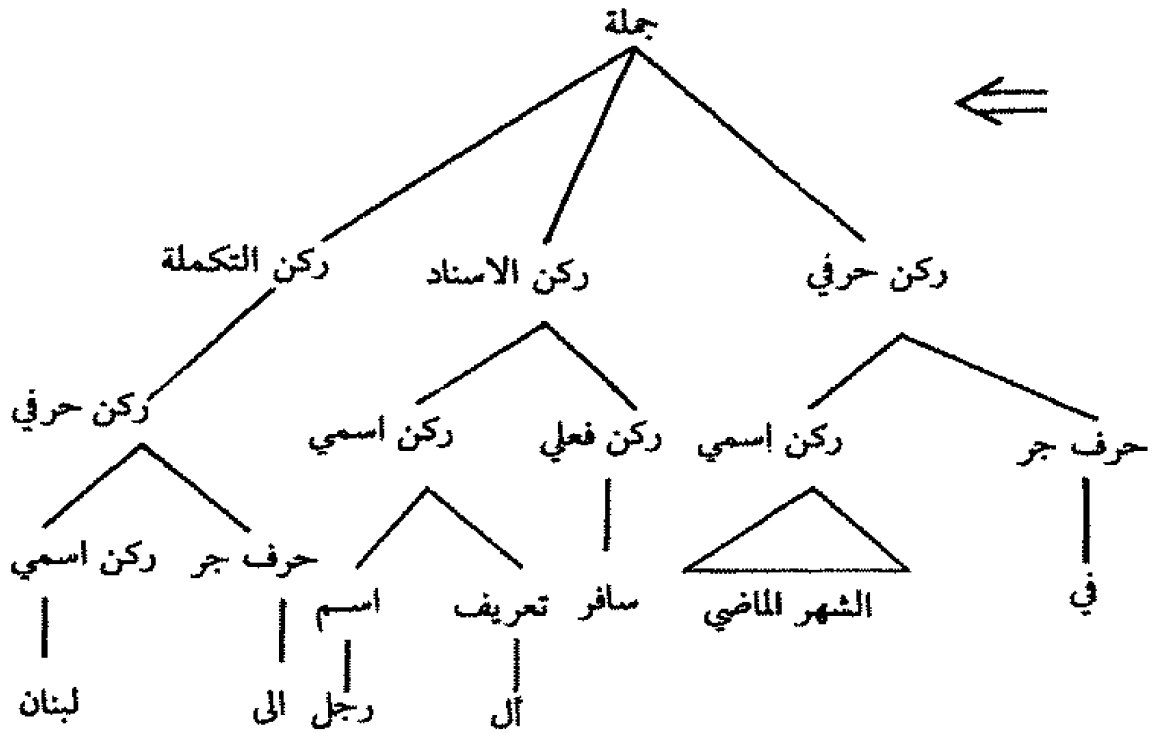 جملة
ركن حرفي ركن الاسناد ركن التكملة
حرف جر ركن إسمي ركن فعلي ركن اسمي ركن حرفي
في الشهر الماضي سافر تعريف اسم حرف جر ركن اسمي
أل رجل الى لبنان